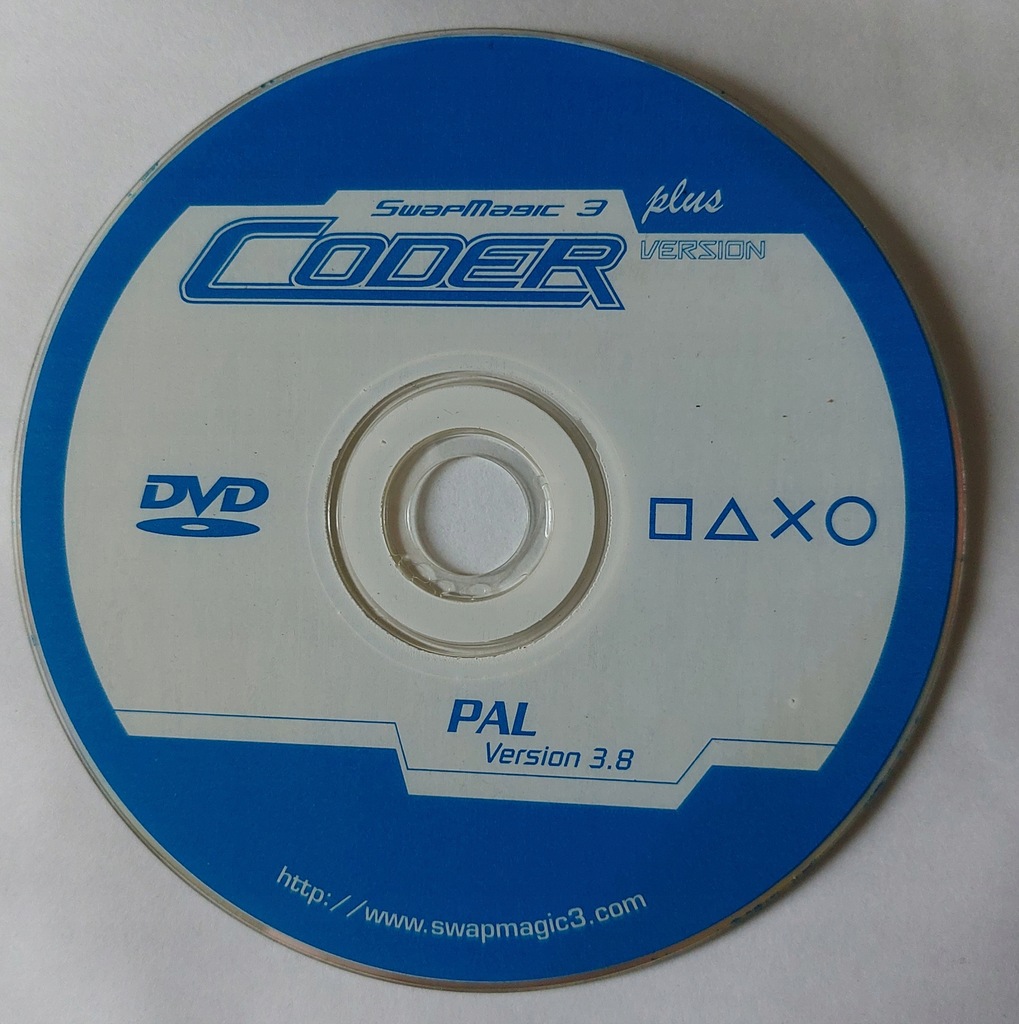 SwapMagic 3 plus
CODER VERSION
DVD
PAL
Version 3.8
http://www.swapmagic3.com